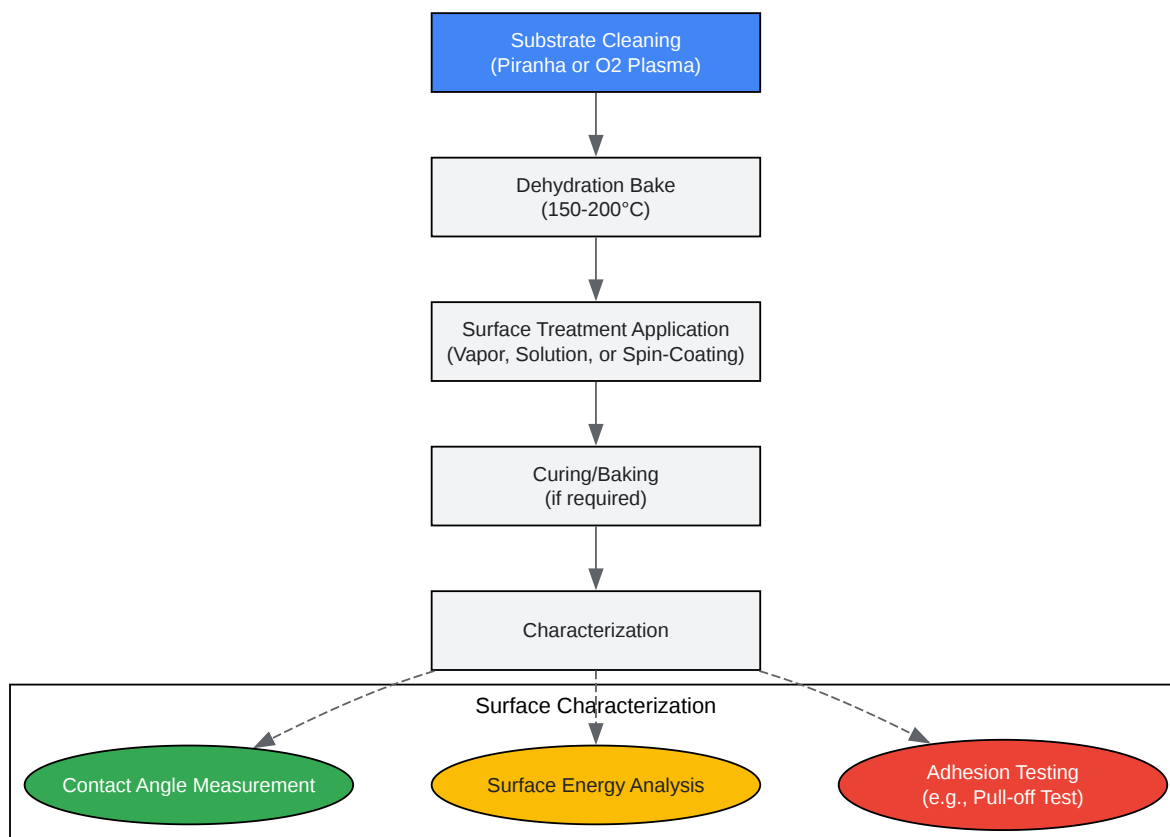 Substrate Cleaning
(Piranha or O2 Plasma)
Dehydration Bake
(150-200°C)
Surface Treatment Application
(Vapor, Solution, or Spin-Coating)
Curing/Baking
(if required)
Characterization
Surface Characterization
Contact Angle Measurement
Surface Energy Analysis
Adhesion Testing
(e.g., Pull-off Test)